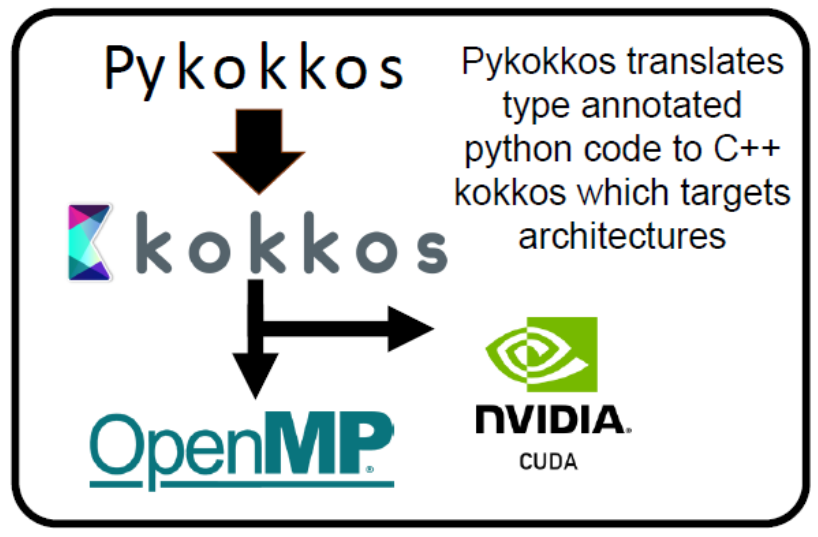 Pykokkos
Pykokkos translates
type annotated
python code to C++
kokkos which targets
architectures
kokkos
OpenMP®
NVIDIA.
CUDA